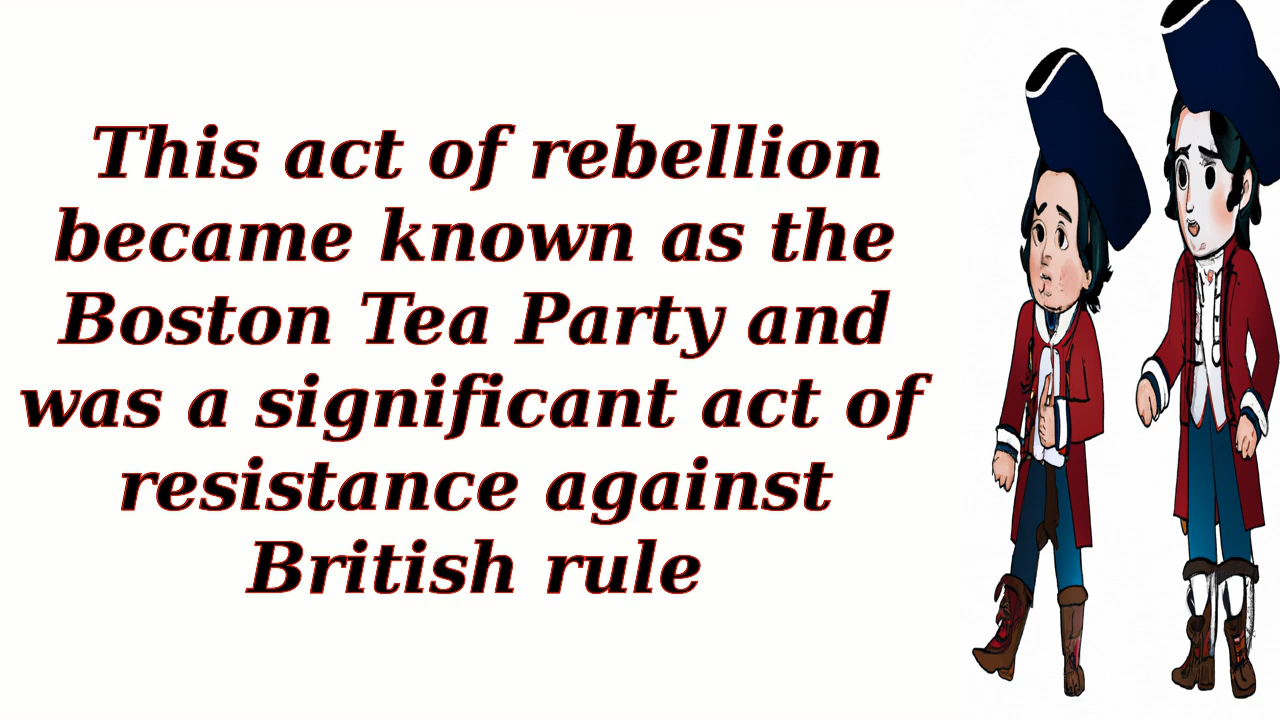 This act of rebellion
became known as the
Boston Tea Party and
was a significant act of
resistance against
British rule